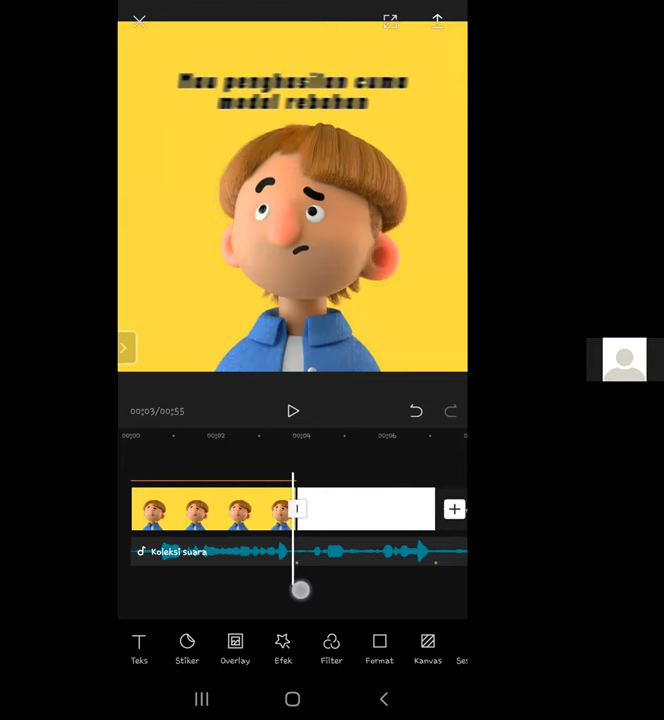 Mau penghasilan cuma
modal rebahan
00:03/00:55
00:00
00:02
00:04
00:06
Koleksi suara
Teks
Stiker
Overlay
Efek
Filter
Format
Kanvas